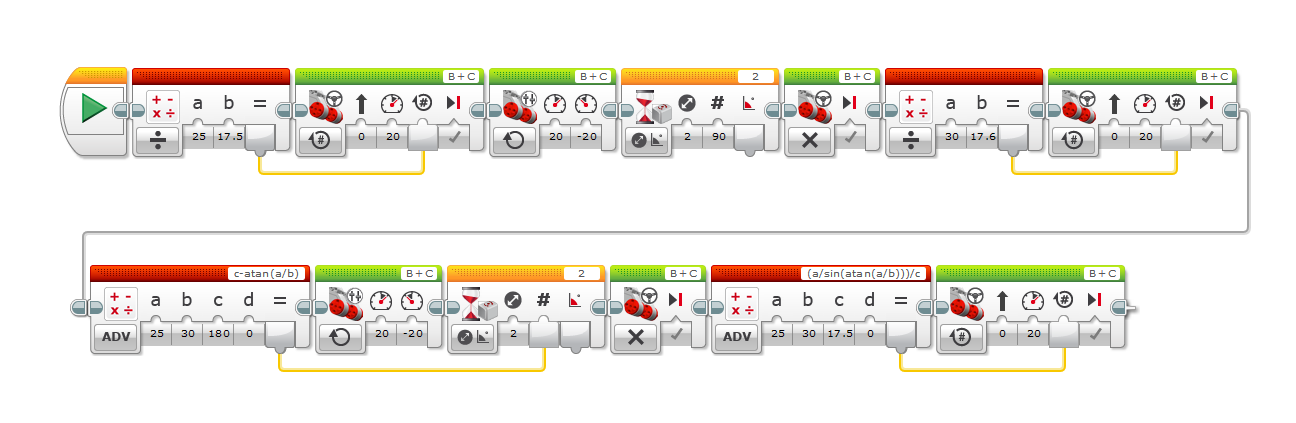 B+C B+C 2 B+C B+C
a b = # a b = #
25 17.5 0 20 20 -20 2 90 30 17.6 0 20
c-atan(a/b) B+C 2 B+C (a/sin(atan(a/b)))/c B+C
a b c d = # a b c d = #
ADV 25 30 180 0 20 -20 2 ADV 25 30 17.5 0 0 20